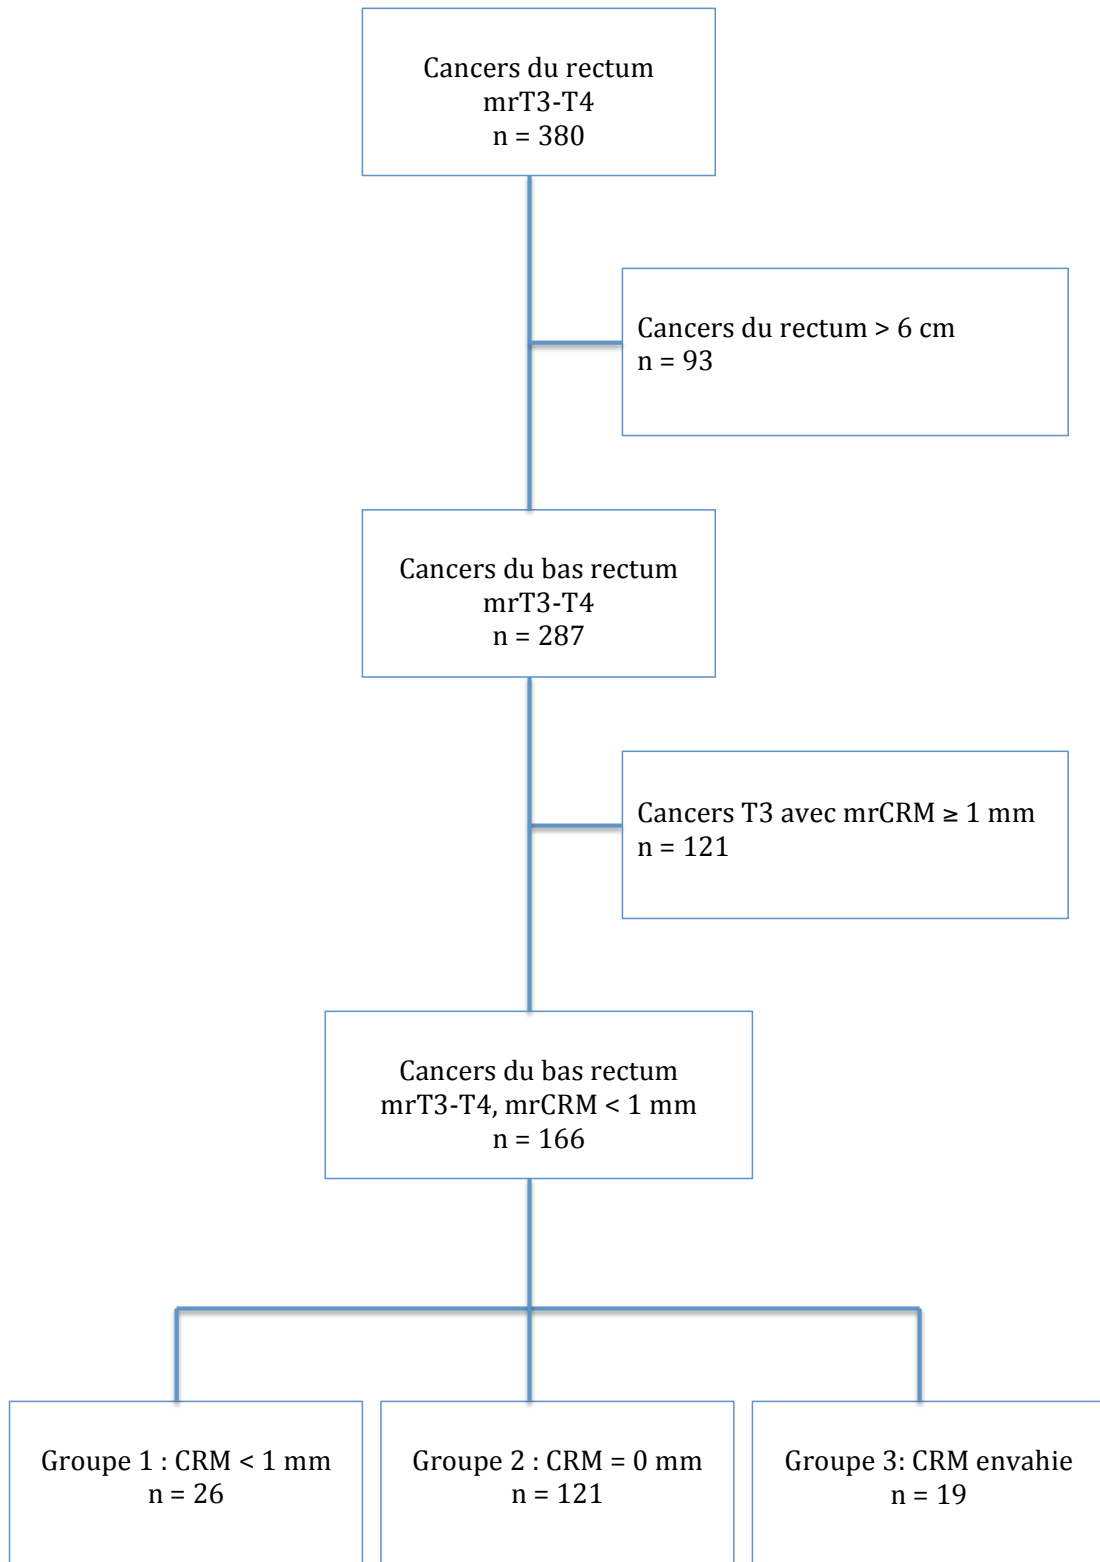 Cancers du rectum
mrT3-T4
n = 380
Cancers du rectum > 6 cm
n = 93
Cancers du bas rectum
mrT3-T4
n = 287
Cancers T3 avec mrCRM ≥ 1 mm
n = 121
Cancers du bas rectum
mrT3-T4, mrCRM < 1 mm
n = 166
Groupe 1 : CRM < 1 mm
n = 26
Groupe 2 : CRM = 0 mm
n = 121
Groupe 3: CRM envahie
n = 19